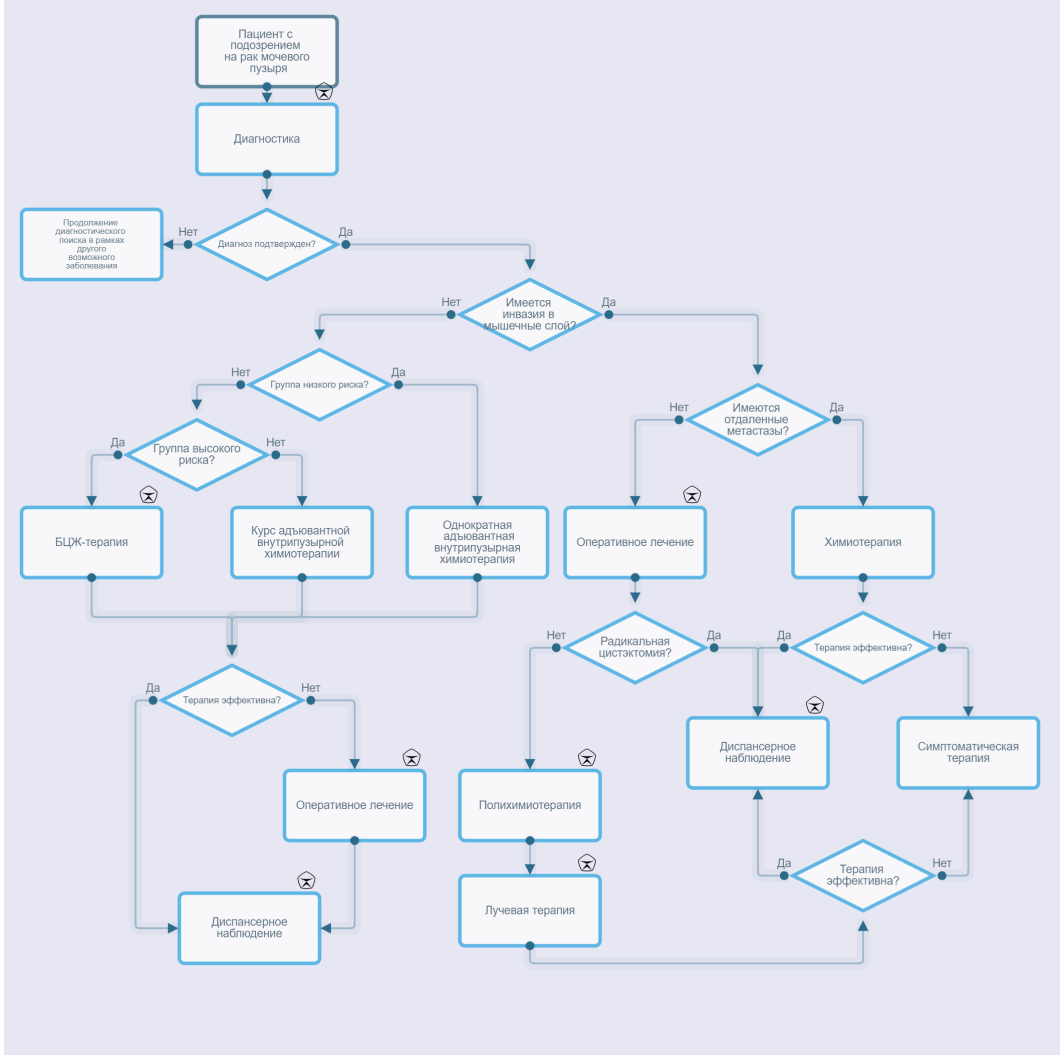 Пациент с
подозрением
на рак мочевого
пузыря
Диагностика
Продолжение
диагностического
поиска в рамках
другого
возможного
заболевания
Нет
Диагноз подтвержден?
Да
Нет
Имеется
инвазия в
мышечные слой?
Да
Нет
Группа низкого риска?
Да
Нет
Имеются
отдаленные
метастазы?
Да
Да
Группа высокого
риска?
Нет
БЦЖ-терапия
Курс адъювантной
внутрипузырной
химиотерапии
Однократная
адъювантная
внутрипузырная
химиотерапия
Оперативное лечение
Химиотерапия
Нет
Радикальная
цистэктомия?
Да
Да
Терапия эффективна?
Нет
Да
Терапия эффективна?
Нет
Диспансерное
наблюдение
Симптоматическая
терапия
Оперативное лечение
Полихимиотерапия
Да
Терапия
эффективна?
Нет
Диспансерное
наблюдение
Лучевая терапия